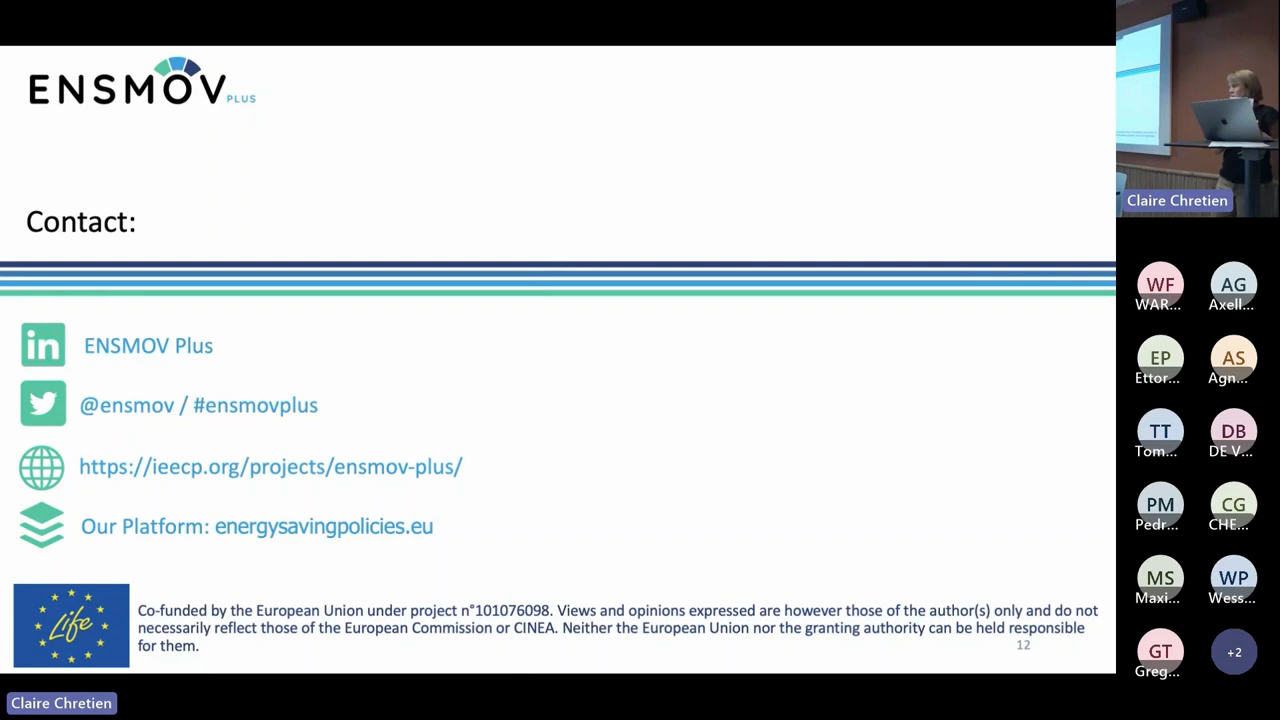 ENSMOV PLUS
Contact:
in
ENSMOV Plus
@ensmov / #ensmovplus
https://ieecp.org/projects/ensmov-plus/
Our Platform: energysavingpolicies.eu
Life
Co-funded by the European Union under project n°101076098. Views and opinions expressed are however those of the author(s) only and do not
necessarily reflect those of the European Commission or CINEA. Neither the European Union nor the granting authority can be held responsible
for them.
12
Claire Chretien
Claire Chretien
WF AG
WAR... Axell...
EP AS
Ettor... Agn...
TT DB
Tom... DE V...
PM CG
Pedr... CHE...
MS WP
Maxi... Wess...
GT +2
Greg...